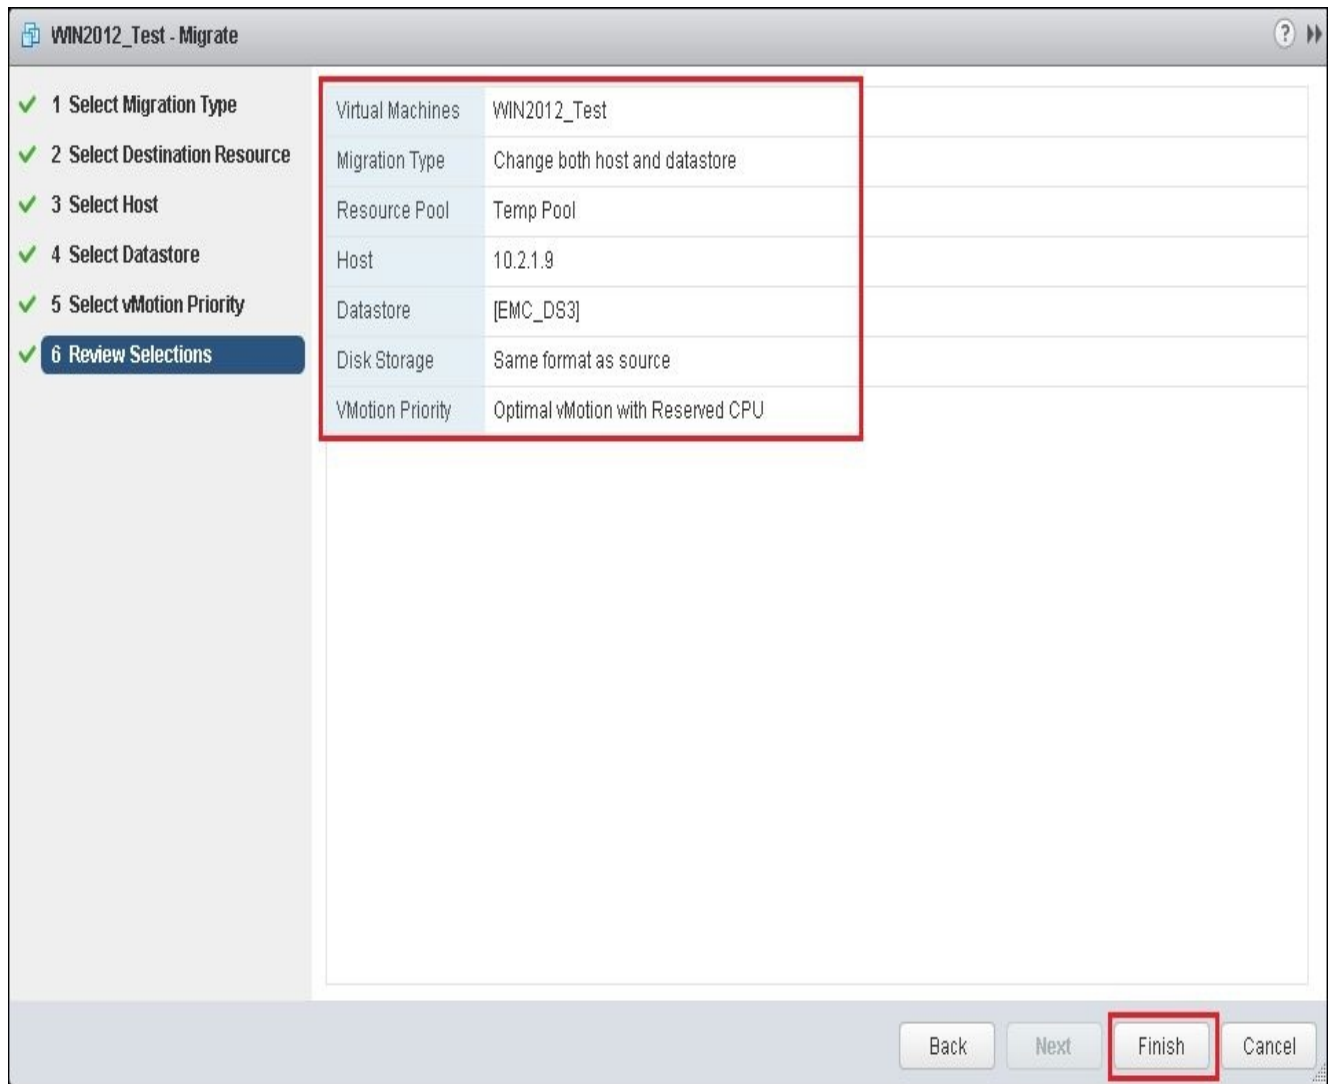 WIN2012_Test - Migrate
?
1 Select Migration Type
2 Select Destination Resource
3 Select Host
4 Select Datastore
5 Select vMotion Priority
6 Review Selections
Virtual Machines WIN2012_Test
Migration Type Change both host and datastore
Resource Pool Temp Pool
Host 10.2.1.9
Datastore [EMC_DS3]
Disk Storage Same format as source
VMotion Priority Optimal vMotion with Reserved CPU
Back Next Finish Cancel